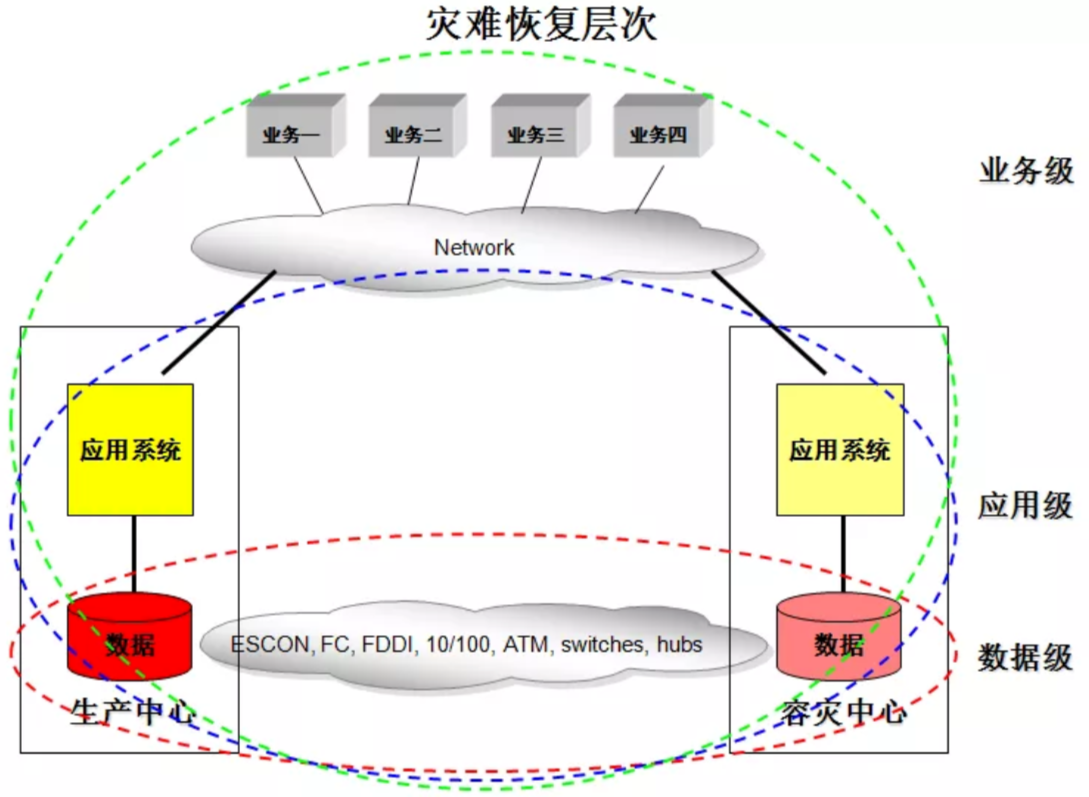 灾难恢复层次
业务一
业务二
业务三
业务四
业务级
Network
应用系统
应用系统
应用级
数据
ESCON, FC, FDDI, 10/100, ATM, switches, hubs
数据
数据级
生产中心
容灾中心